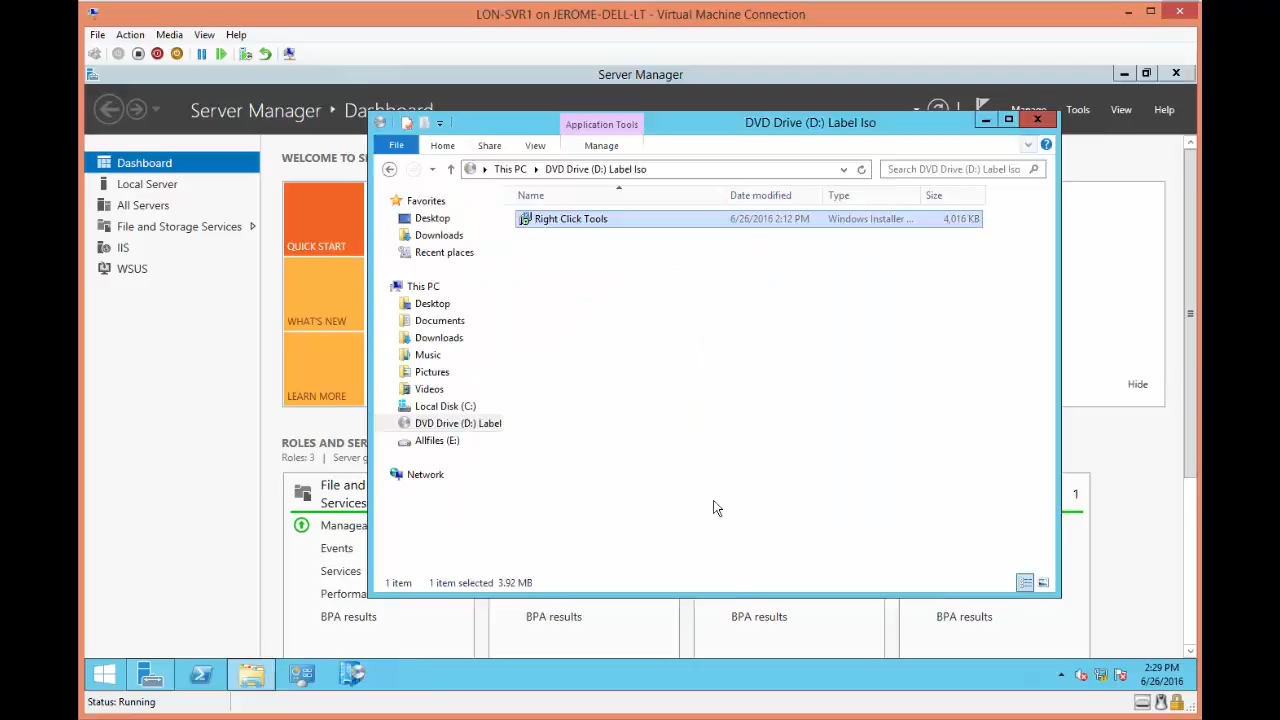 LON-SVR1 on JEROME-DELL-LT - Virtual Machine Connection
File Action Media View Help
Server Manager
Server Manager ▸ Dashboard
Manage Tools View Help
DVD Drive (D:) Label Iso
Application Tools
File Home Share View Manage
This PC ▸ DVD Drive (D:) Label Iso
Search DVD Drive (D:) Label Iso
Name Date modified Type Size
Right Click Tools 6/26/2016 2:12 PM Windows Installer ... 4,016 KB
Favorites
Desktop
Downloads
Recent places
This PC
Desktop
Documents
Downloads
Music
Pictures
Videos
Local Disk (C:)
DVD Drive (D:) Label
Allfiles (E:)
Network
1 item 1 item selected 3.92 MB
Dashboard
Local Server
All Servers
File and Storage Services
IIS
WSUS
WELCOME TO SE
QUICK START
WHAT'S NEW
LEARN MORE
Hide
ROLES AND SER
Roles: 3 | Server g
File and
Services
1
Managea
Events
Services
Performa
BPA results
BPA results
BPA results
BPA results
2:29 PM
6/26/2016
Status: Running